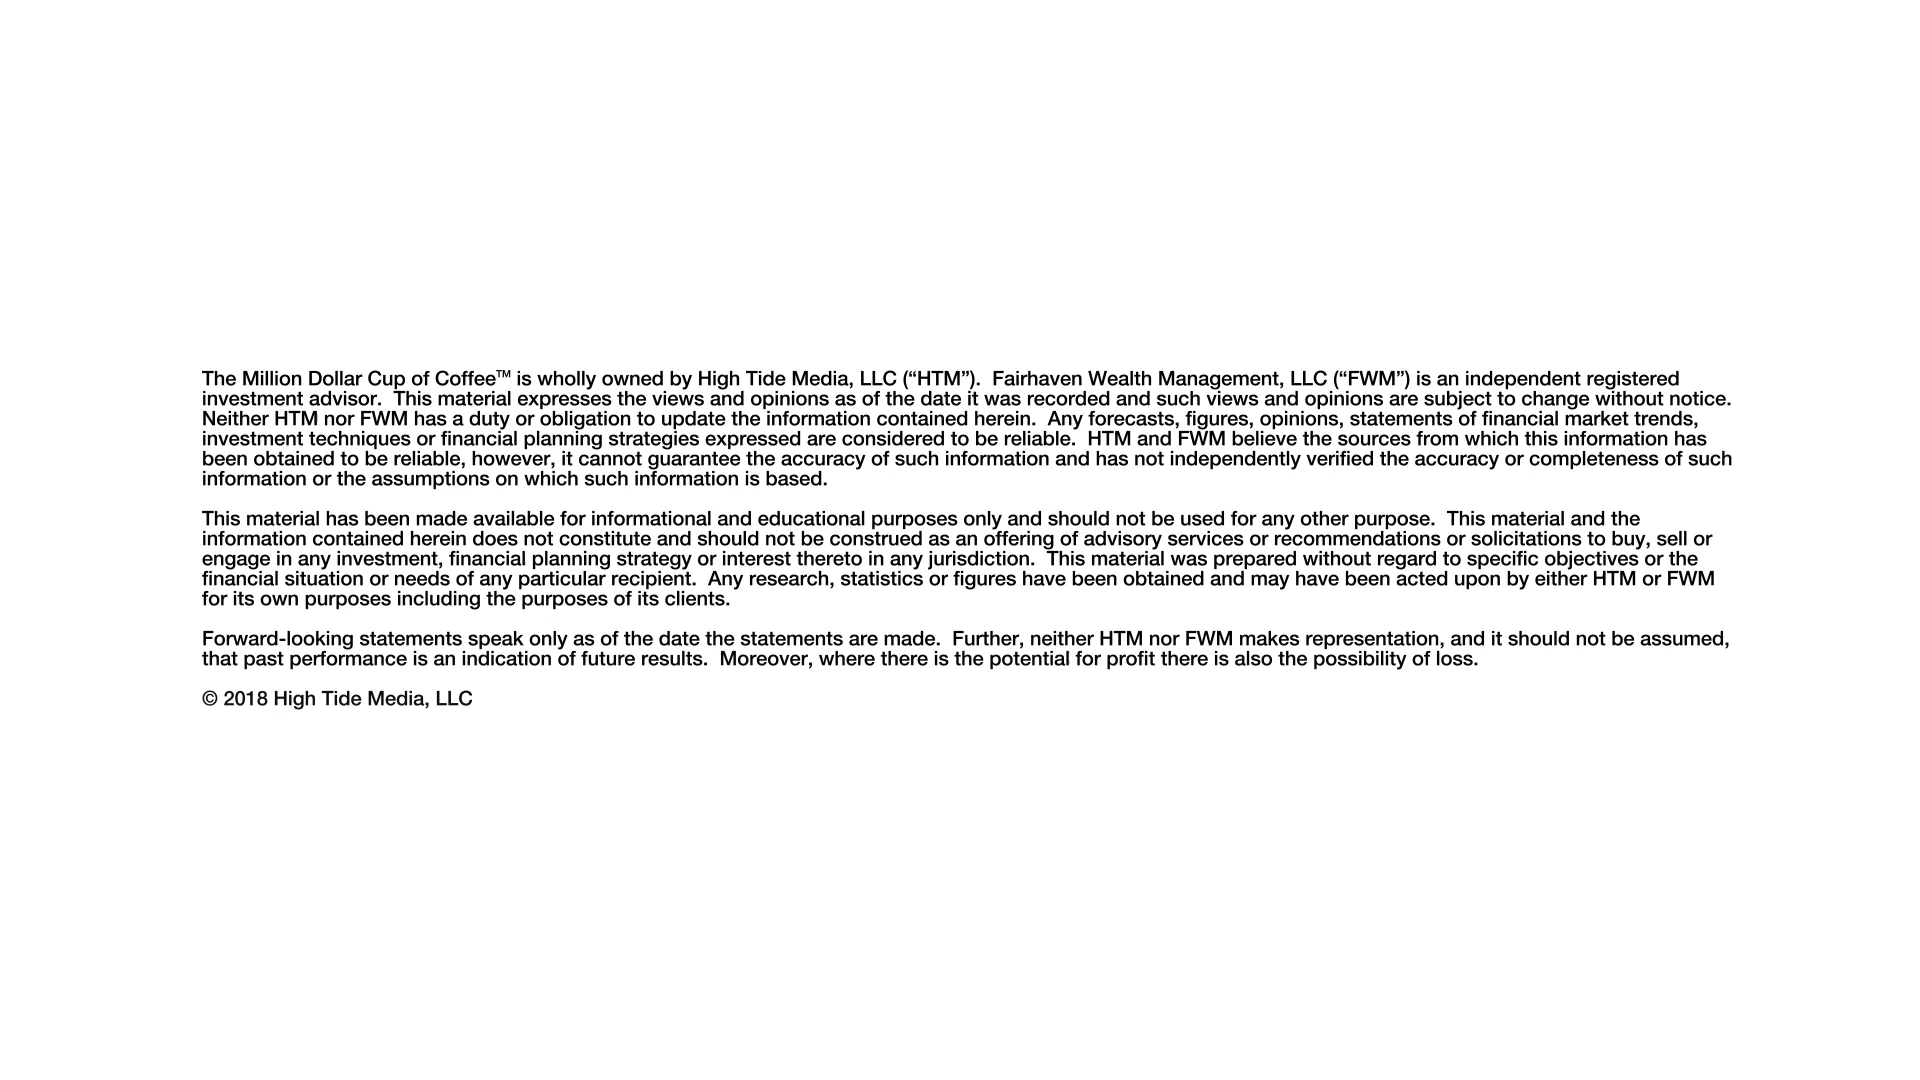 The Million Dollar Cup of Coffee™ is wholly owned by High Tide Media, LLC (“HTM”).  Fairhaven Wealth Management, LLC (“FWM”) is an independent registered
investment advisor.  This material expresses the views and opinions as of the date it was recorded and such views and opinions are subject to change without notice.
Neither HTM nor FWM has a duty or obligation to update the information contained herein.  Any forecasts, figures, opinions, statements of financial market trends,
investment techniques or financial planning strategies expressed are considered to be reliable.  HTM and FWM believe the sources from which this information has
been obtained to be reliable, however, it cannot guarantee the accuracy of such information and has not independently verified the accuracy or completeness of such
information or the assumptions on which such information is based.
This material has been made available for informational and educational purposes only and should not be used for any other purpose.  This material and the
information contained herein does not constitute and should not be construed as an offering of advisory services or recommendations or solicitations to buy, sell or
engage in any investment, financial planning strategy or interest thereto in any jurisdiction.  This material was prepared without regard to specific objectives or the
financial situation or needs of any particular recipient.  Any research, statistics or figures have been obtained and may have been acted upon by either HTM or FWM
for its own purposes including the purposes of its clients.
Forward-looking statements speak only as of the date the statements are made.  Further, neither HTM nor FWM makes representation, and it should not be assumed,
that past performance is an indication of future results.  Moreover, where there is the potential for profit there is also the possibility of loss.
© 2018 High Tide Media, LLC